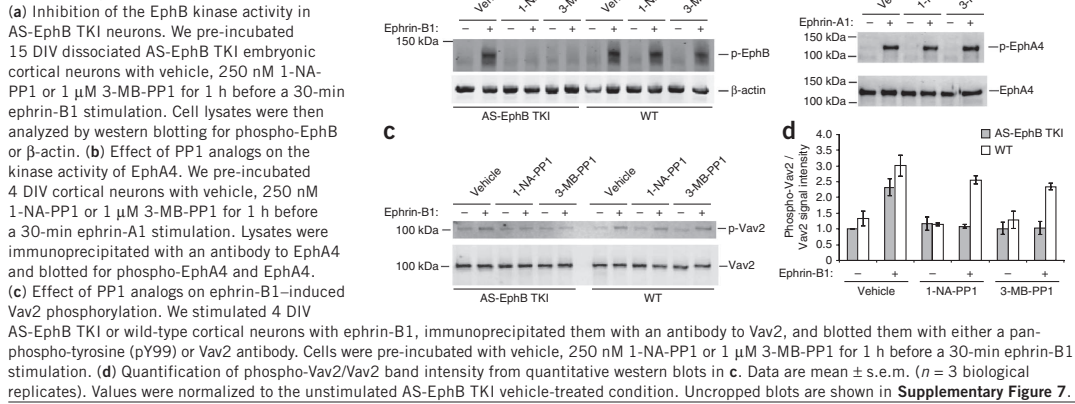 (a) Inhibition of the EphB kinase activity in
AS-EphB TKI neurons. We pre-incubated
15 DIV dissociated AS-EphB TKI embryonic
cortical neurons with vehicle, 250 nM 1-NA-
PP1 or 1 μM 3-MB-PP1 for 1 h before a 30-min
ephrin-B1 stimulation. Cell lysates were then
analyzed by western blotting for phospho-EphB
or β-actin. (b) Effect of PP1 analogs on the
kinase activity of EphA4. We pre-incubated
4 DIV cortical neurons with vehicle, 250 nM
1-NA-PP1 or 1 μM 3-MB-PP1 for 1 h before
a 30-min ephrin-A1 stimulation. Lysates were
immunoprecipitated with an antibody to EphA4
and blotted for phospho-EphA4 and EphA4.
(c) Effect of PP1 analogs on ephrin-B1–induced
Vav2 phosphorylation. We stimulated 4 DIV
AS-EphB TKI or wild-type cortical neurons with ephrin-B1, immunoprecipitated them with an antibody to Vav2, and blotted them with either a pan-
phospho-tyrosine (pY99) or Vav2 antibody. Cells were pre-incubated with vehicle, 250 nM 1-NA-PP1 or 1 μM 3-MB-PP1 for 1 h before a 30-min ephrin-B1
stimulation. (d) Quantification of phospho-Vav2/Vav2 band intensity from quantitative western blots in c. Data are mean ± s.e.m. (n = 3 biological
replicates). Values were normalized to the unstimulated AS-EphB TKI vehicle-treated condition. Uncropped blots are shown in Supplementary Figure 7.
Ephrin-B1: – + – + – + – + – + – +
150 kDa
p-EphB
β-actin
AS-EphB TKI WT
Ephrin-A1: – + – + – +
150 kDa
100 kDa
p-EphA4
150 kDa
100 kDa
EphA4
c
Vehicle 1-NA-PP1 3-MB-PP1 Vehicle 1-NA-PP1 3-MB-PP1
Ephrin-B1: – + – + – + – + – + – +
100 kDa
p-Vav2
100 kDa
Vav2
AS-EphB TKI WT
d
AS-EphB TKI
WT
Phospho-Vav2 /
Vav2 signal intensity
4.0
3.5
3.0
2.5
2.0
1.5
1.0
0.5
0
Ephrin-B1: – + – + – +
Vehicle 1-NA-PP1 3-MB-PP1